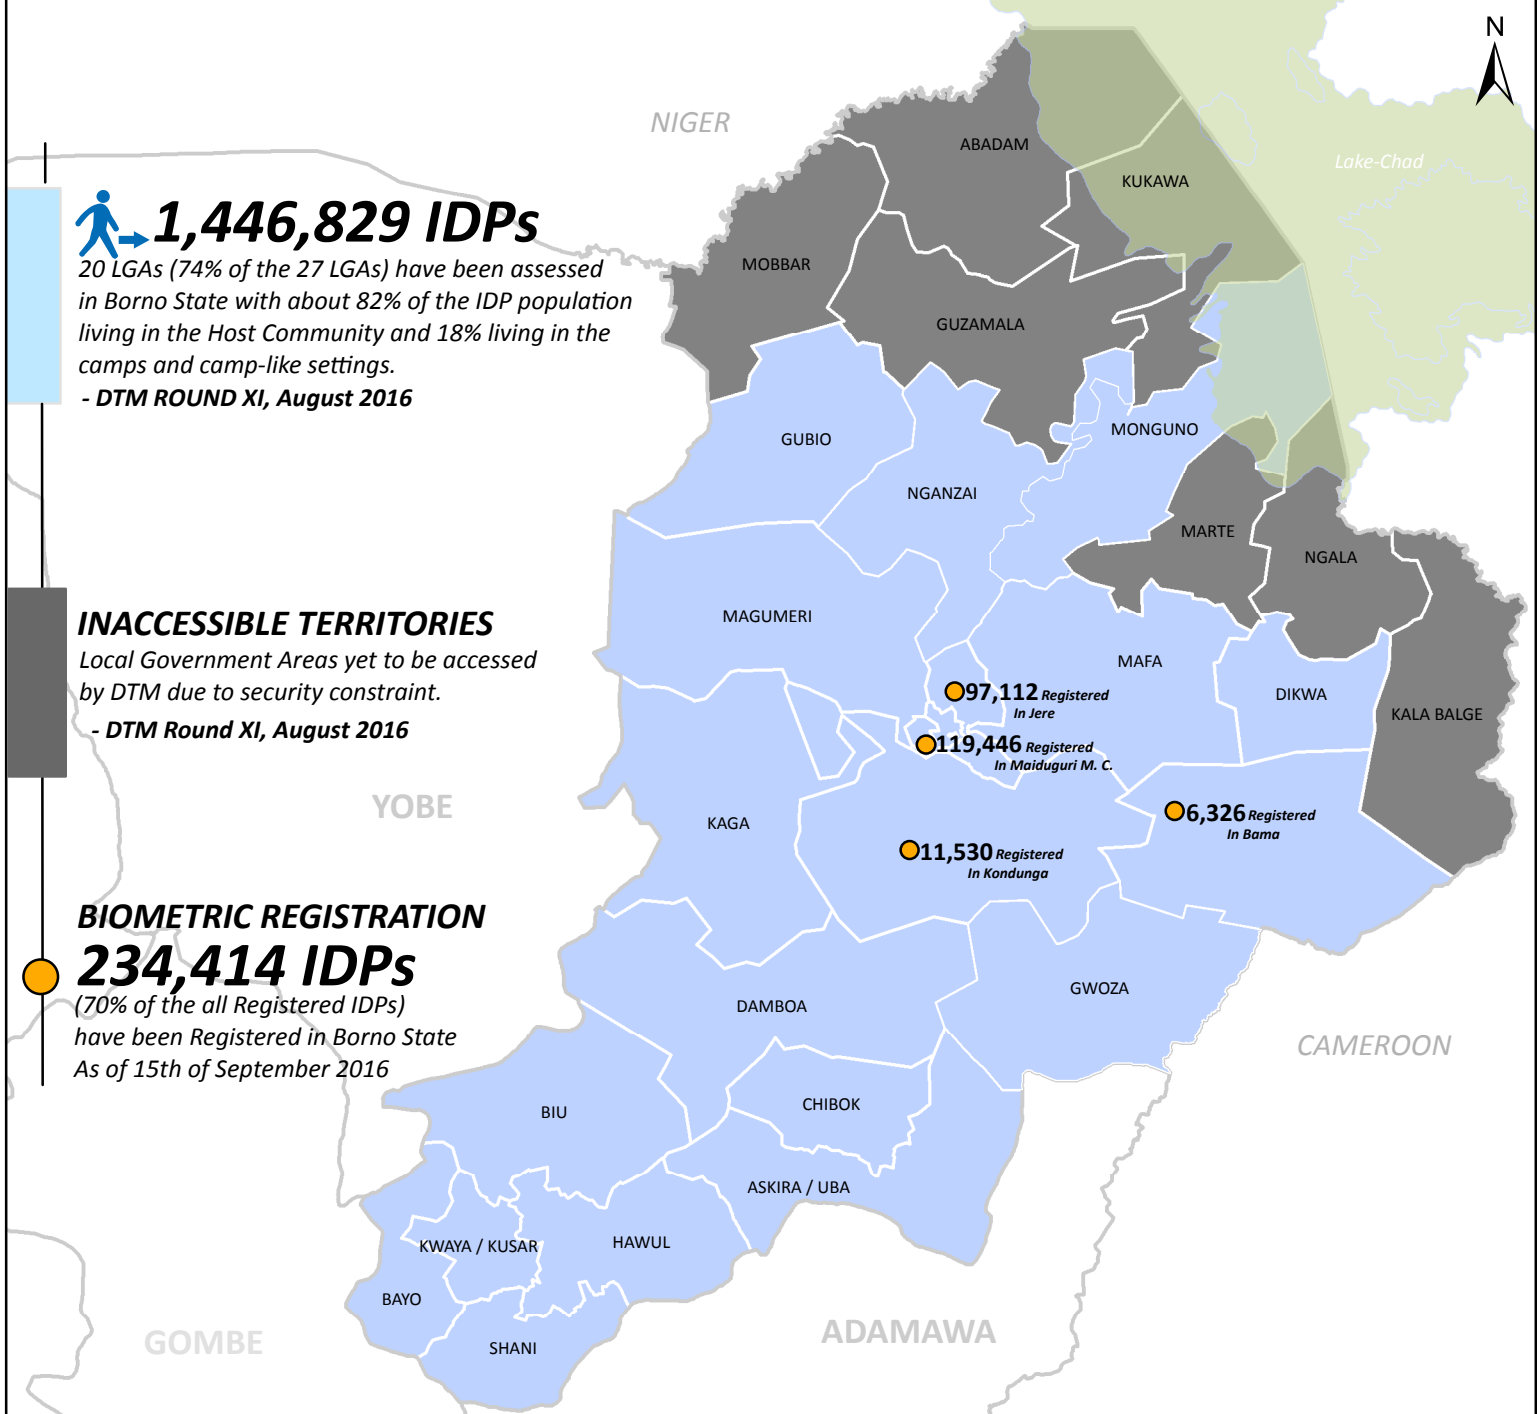 N
NIGER
ABADAM
KUKAWA
Lake-Chad
1,446,829 IDPs
20 LGAs (74% of the 27 LGAs) have been assessed
in Borno State with about 82% of the IDP population
living in the Host Community and 18% living in the
camps and camp-like settings.
- DTM ROUND XI, August 2016
MOBBAR
GUZAMALA
GUBIO
MONGUNO
NGANZAI
MARTE
NGALA
INACCESSIBLE TERRITORIES
Local Government Areas yet to be accessed
by DTM due to security constraint.
- DTM Round XI, August 2016
MAGUMERI
MAFA
DIKWA
KALA BALGE
97,112 Registered
In Jere
119,446 Registered
In Maiduguri M. C.
YOBE
KAGA
6,326 Registered
In Bama
11,530 Registered
In Kondunga
BIOMETRIC REGISTRATION
234,414 IDPs
(70% of the all Registered IDPs)
have been Registered in Borno State
As of 15th of September 2016
DAMBOA
GWOZA
CAMEROON
BIU
CHIBOK
ASKIRA / UBA
KWAYA / KUSAR
HAWUL
BAYO
GOMBE
SHANI
ADAMAWA